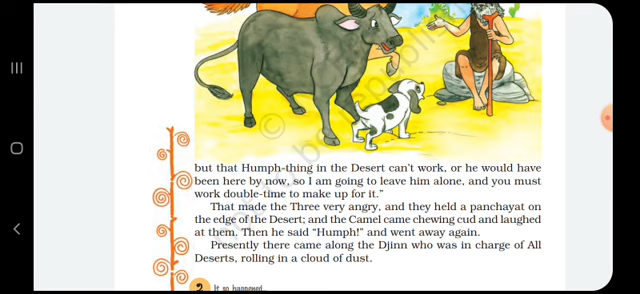 but that Humph-thing in the Desert can't work, or he would have
been here by now, so I am going to leave him alone, and you must
work double-time to make up for it.”
That made the Three very angry, and they held a panchayat on
the edge of the Desert; and the Camel came chewing cud and laughed
at them. Then he said “Humph!” and went away again.
Presently there came along the Djinn who was in charge of All
Deserts, rolling in a cloud of dust.
2 It so happened...